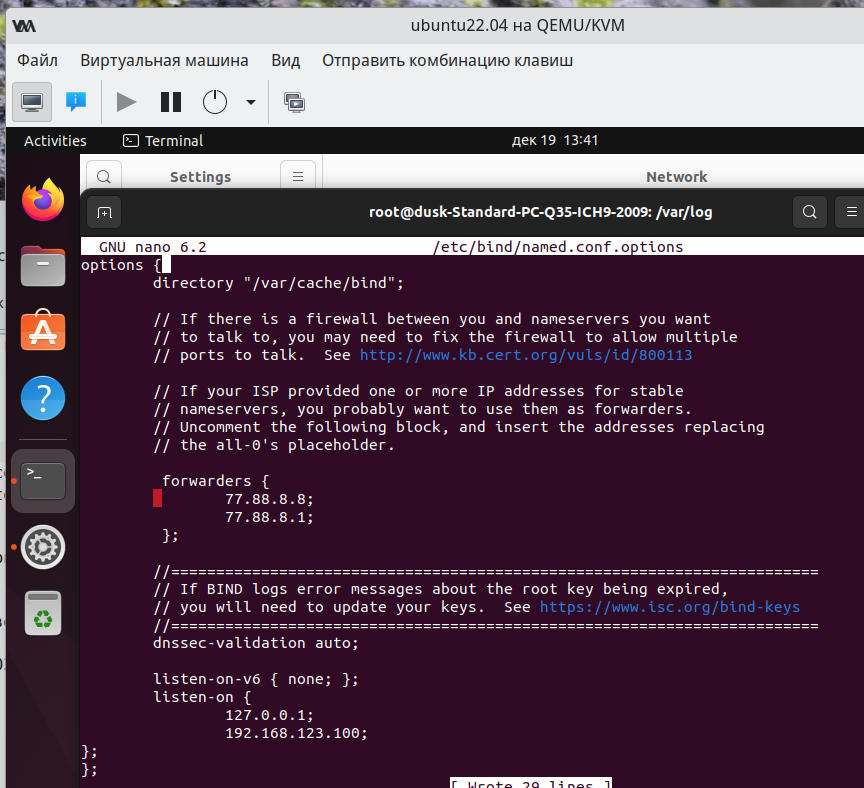 ubuntu22.04 на QEMU/KVM
Файл Виртуальная машина Вид Отправить комбинацию клавиш
Activities Terminal дек 19 13:41
Settings Network
root@dusk-Standard-PC-Q35-ICH9-2009: /var/log
GNU nano 6.2 /etc/bind/named.conf.options
options {
directory "/var/cache/bind";
// If there is a firewall between you and nameservers you want
// to talk to, you may need to fix the firewall to allow multiple
// ports to talk.  See http://www.kb.cert.org/vuls/id/800113
// If your ISP provided one or more IP addresses for stable
// nameservers, you probably want to use them as forwarders.
// Uncomment the following block, and insert the addresses replacing
// the all-0's placeholder.
forwarders {
77.88.8.8;
77.88.8.1;
};
//========================================================================
// If BIND logs error messages about the root key being expired,
// you will need to update your keys.  See https://www.isc.org/bind-keys
//========================================================================
dnssec-validation auto;
listen-on-v6 { none; };
listen-on {
127.0.0.1;
192.168.123.100;
};
};
[ Wrote 29 lines ]